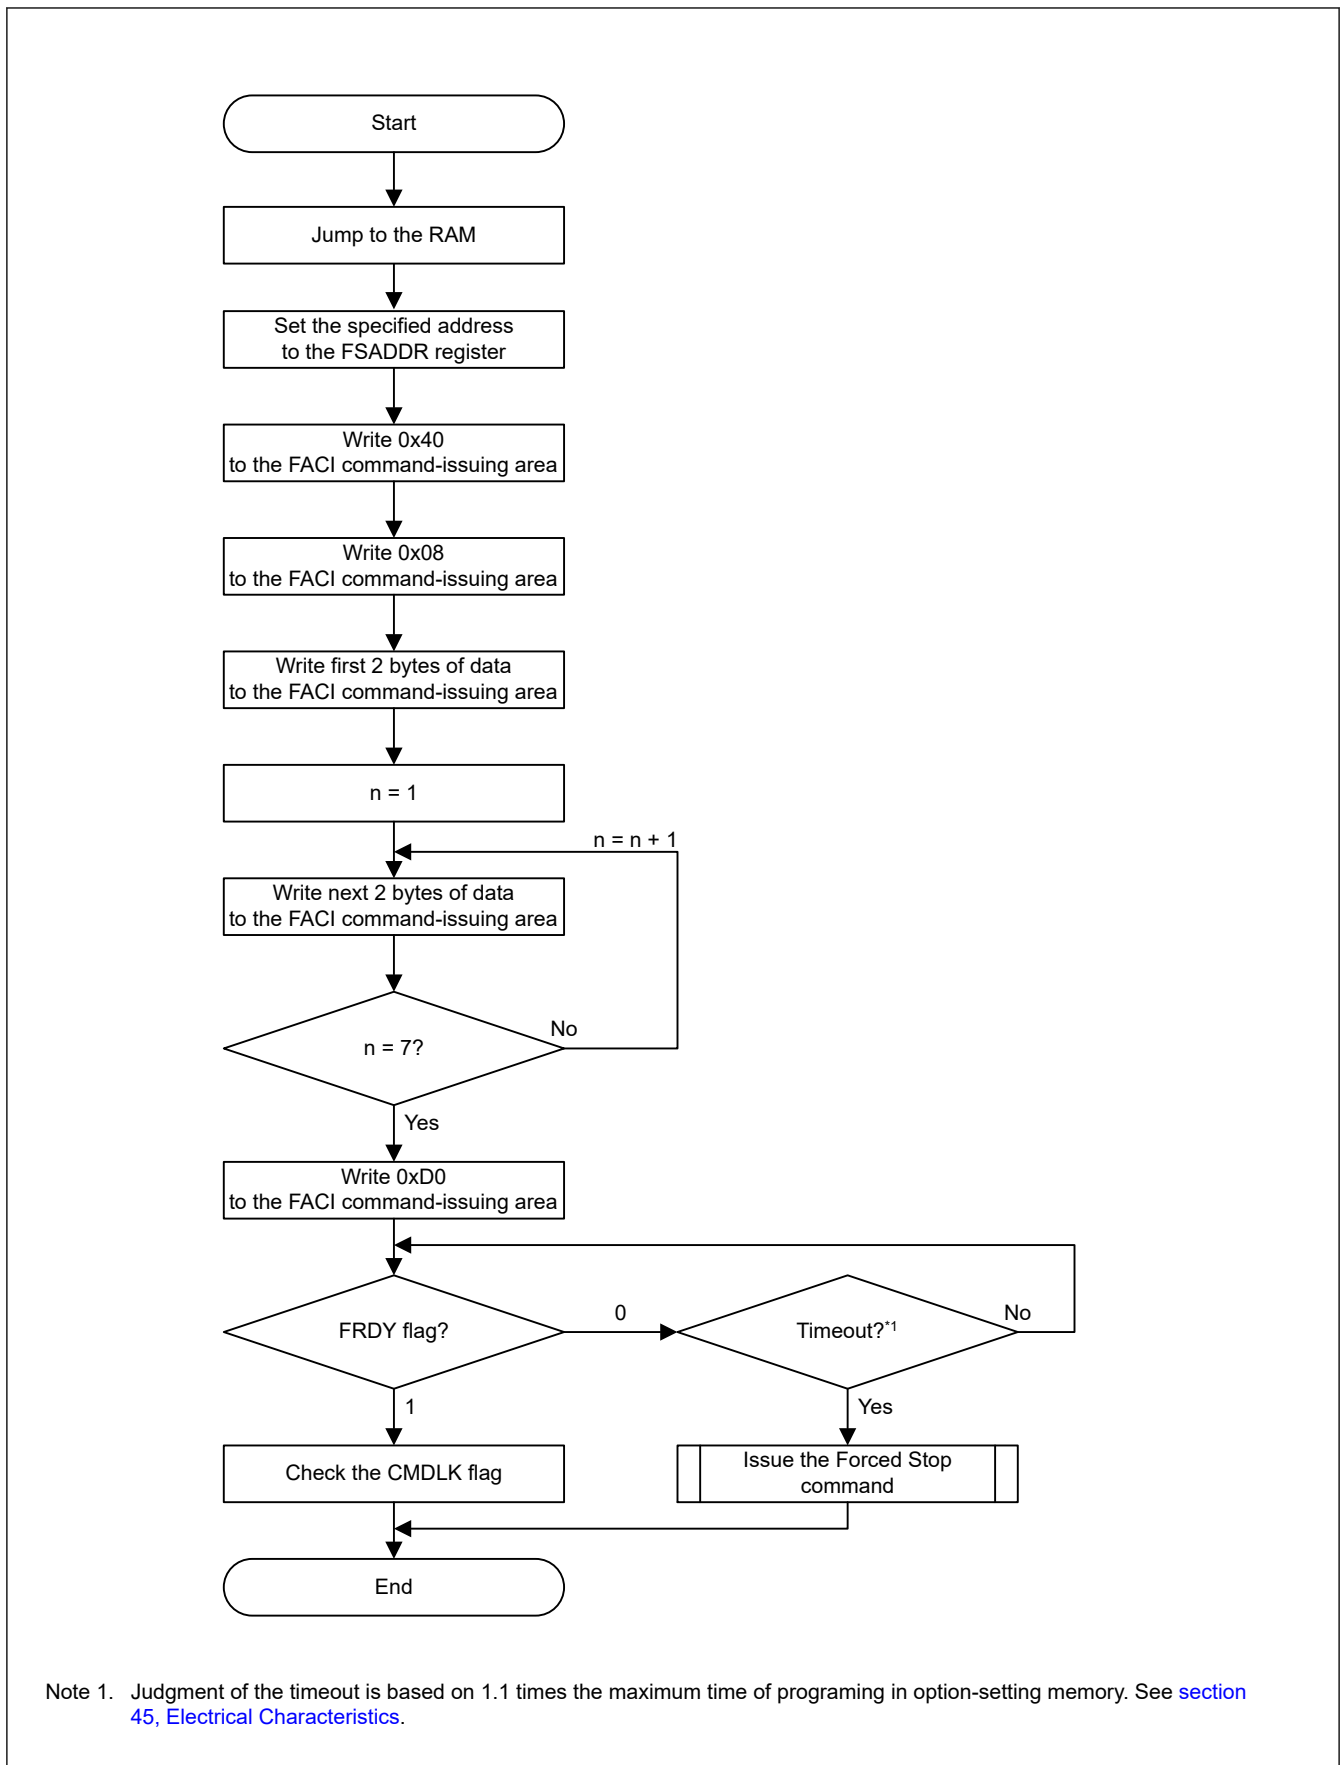 Start
Jump to the RAM
Set the specified address
to the FSADDR register
Write 0x40
to the FACI command-issuing area
Write 0x08
to the FACI command-issuing area
Write first 2 bytes of data
to the FACI command-issuing area
n = 1
n = n + 1
Write next 2 bytes of data
to the FACI command-issuing area
n = 7?
No
Yes
Write 0xD0
to the FACI command-issuing area
FRDY flag?
0
Timeout?*1
No
1
Yes
Check the CMDLK flag
Issue the Forced Stop
command
End
Note 1. Judgment of the timeout is based on 1.1 times the maximum time of programing in option-setting memory. See section
45, Electrical Characteristics.